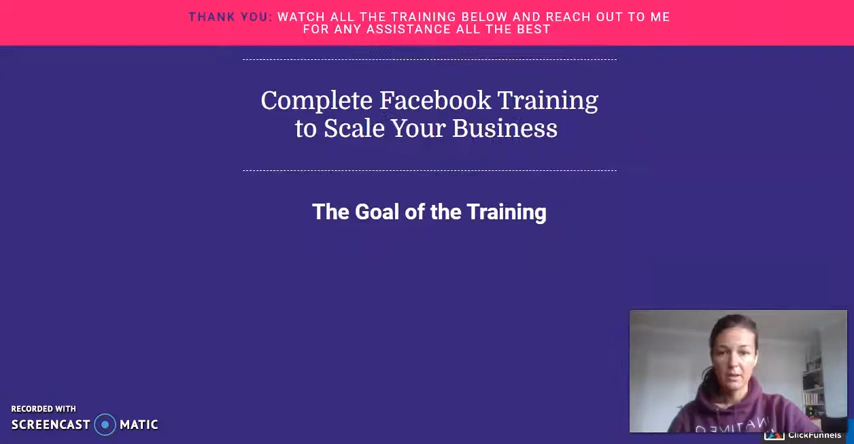 THANK YOU: WATCH ALL THE TRAINING BELOW AND REACH OUT TO ME
FOR ANY ASSISTANCE ALL THE BEST
Complete Facebook Training
to Scale Your Business
The Goal of the Training
RECORDED WITH
SCREENCAST MATIC
ClickFunnels